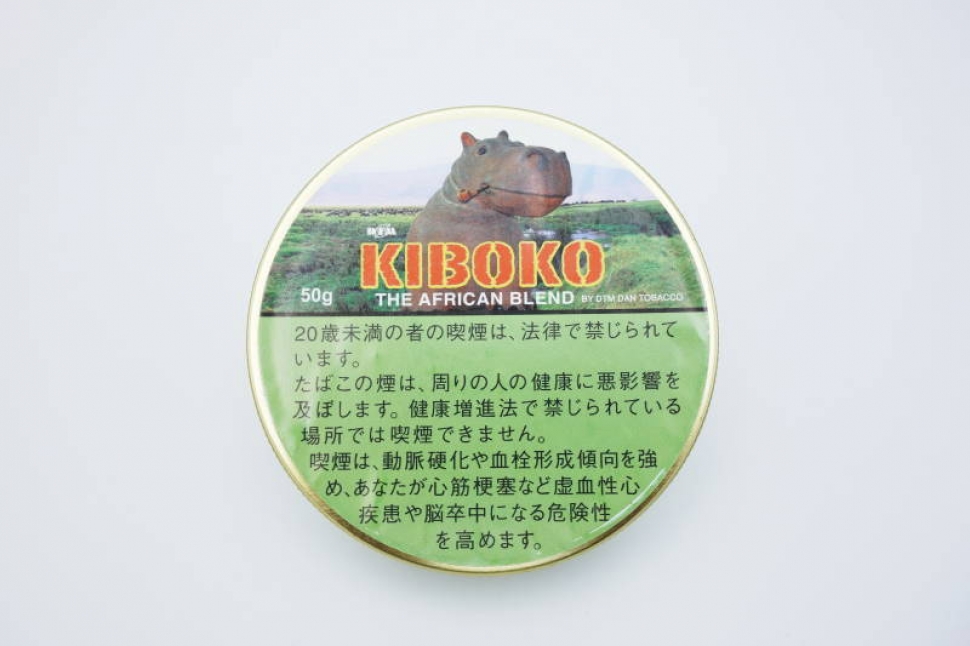 KIBOKO
50g THE AFRICAN BLEND BY DTM DAN TOBACCO
20歳未満の者の喫煙は、法律で禁じられて
います。
たばこの煙は、周りの人の健康に悪影響を
及ぼします。健康増進法で禁じられている
場所では喫煙できません。
喫煙は、動脈硬化や血栓形成傾向を強
め、あなたが心筋梗塞など虚血性心
疾患や脳卒中になる危険性
を高めます。